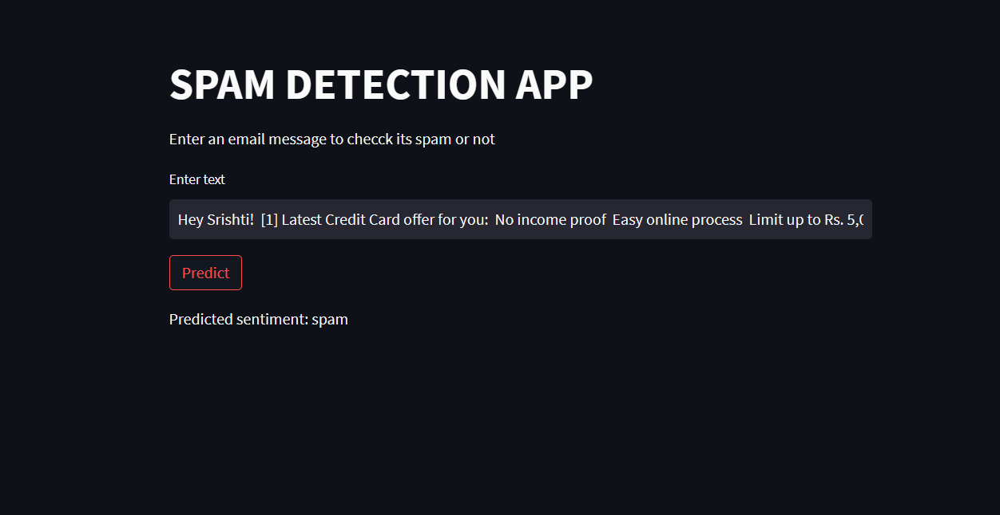 SPAM DETECTION APP
Enter an email message to checck its spam or not
Enter text
Hey Srishti!  [1] Latest Credit Card offer for you:  No income proof  Easy online process  Limit up to Rs. 5,
Predict
Predicted sentiment: spam